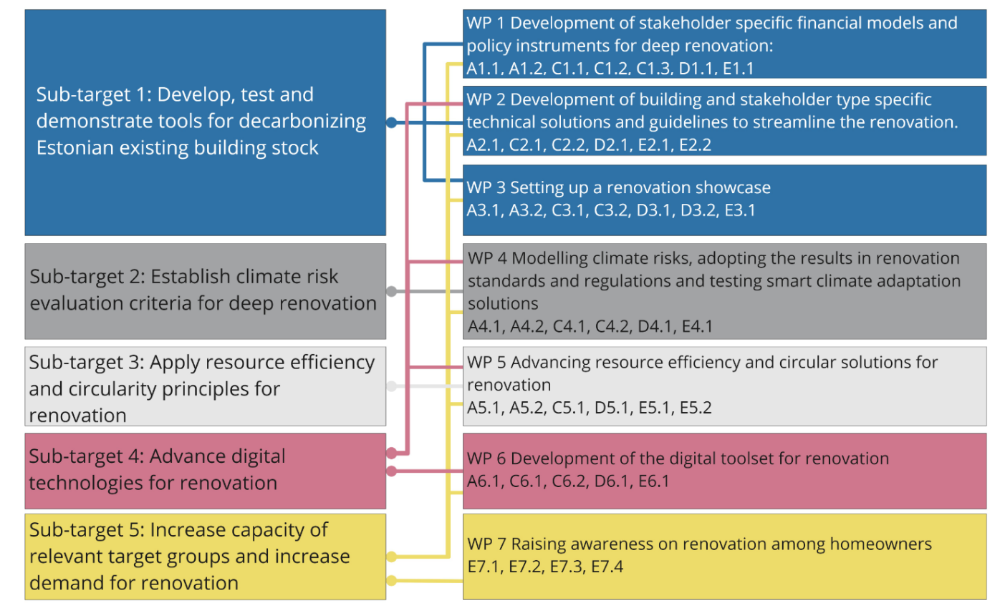 Sub-target 1: Develop, test and
demonstrate tools for decarbonizing
Estonian existing building stock
Sub-target 2: Establish climate risk
evaluation criteria for deep renovation
Sub-target 3: Apply resource efficiency
and circularity principles for
renovation
Sub-target 4: Advance digital
technologies for renovation
Sub-target 5: Increase capacity of
relevant target groups and increase
demand for renovation
WP 1 Development of stakeholder specific financial models and
policy instruments for deep renovation:
A1.1, A1.2, C1.1, C1.2, C1.3, D1.1, E1.1
WP 2 Development of building and stakeholder type specific
technical solutions and guidelines to streamline the renovation.
A2.1, C2.1, C2.2, D2.1, E2.1, E2.2
WP 3 Setting up a renovation showcase
A3.1, A3.2, C3.1, C3.2, D3.1, D3.2, E3.1
WP 4 Modelling climate risks, adopting the results in renovation
standards and regulations and testing smart climate adaptation
solutions
A4.1, A4.2, C4.1, C4.2, D4.1, E4.1
WP 5 Advancing resource efficiency and circular solutions for
renovation
A5.1, A5.2, C5.1, D5.1, E5.1, E5.2
WP 6 Development of the digital toolset for renovation
A6.1, C6.1, C6.2, D6.1, E6.1
WP 7 Raising awareness on renovation among homeowners
E7.1, E7.2, E7.3, E7.4